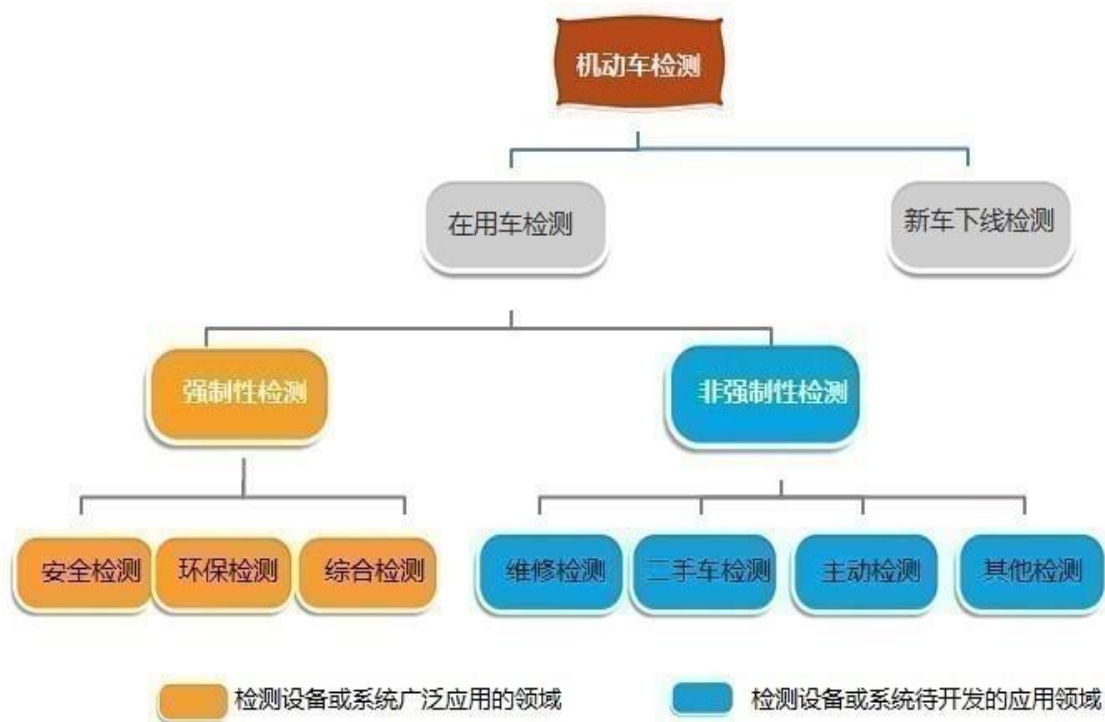 机动车检测
在用车检测
新车下线检测
强制性检测
非强制性检测
安全检测
环保检测
综合检测
维修检测
二手车检测
主动检测
其他检测
检测设备或系统广泛应用的领域
检测设备或系统待开发的应用领域